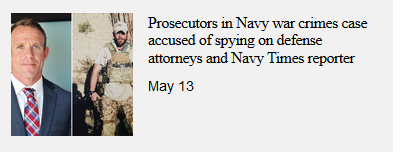 Prosecutors in Navy war crimes case
accused of spying on defense
attorneys and Navy Times reporter
May 13